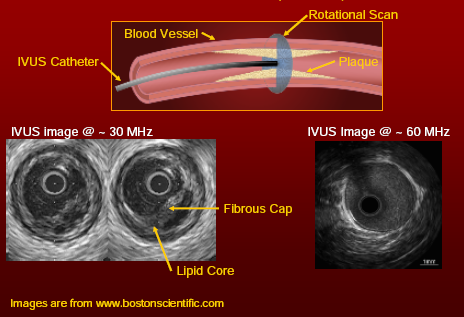 Rotational Scan
Blood Vessel
IVUS Catheter
Plaque
IVUS image @ ~ 30 MHz
IVUS Image @ ~ 60 MHz
Fibrous Cap
Lipid Core
1mm
Images are from www.bostonscientific.com